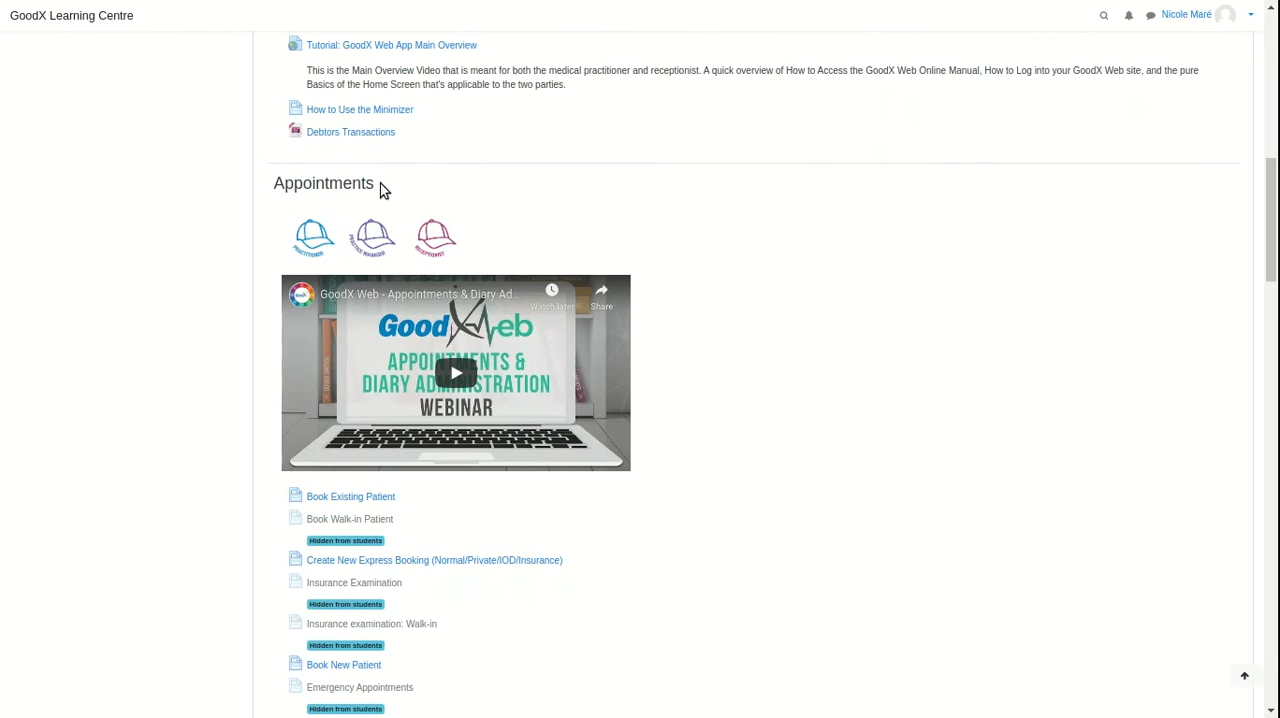 GoodX Learning Centre
Nicole Maré
Tutorial: GoodX Web App Main Overview
This is the Main Overview Video that is meant for both the medical practitioner and receptionist. A quick overview of How to Access the GoodX Web Online Manual, How to Log into your GoodX Web site, and the pure
Basics of the Home Screen that's applicable to the two parties.
How to Use the Minimizer
Debtors Transactions
Appointments
PRACTITIONER
PRACTICE MANAGER
RECEPTIONIST
GoodX Web - Appointments & Diary Ad...
Watch later
Share
GoodXWeb
APPOINTMENTS &
DIARY ADMINISTRATION
WEBINAR
Book Existing Patient
Book Walk-in Patient
Hidden from students
Create New Express Booking (Normal/Private/IOD/Insurance)
Insurance Examination
Hidden from students
Insurance examination: Walk-in
Hidden from students
Book New Patient
Emergency Appointments
Hidden from students